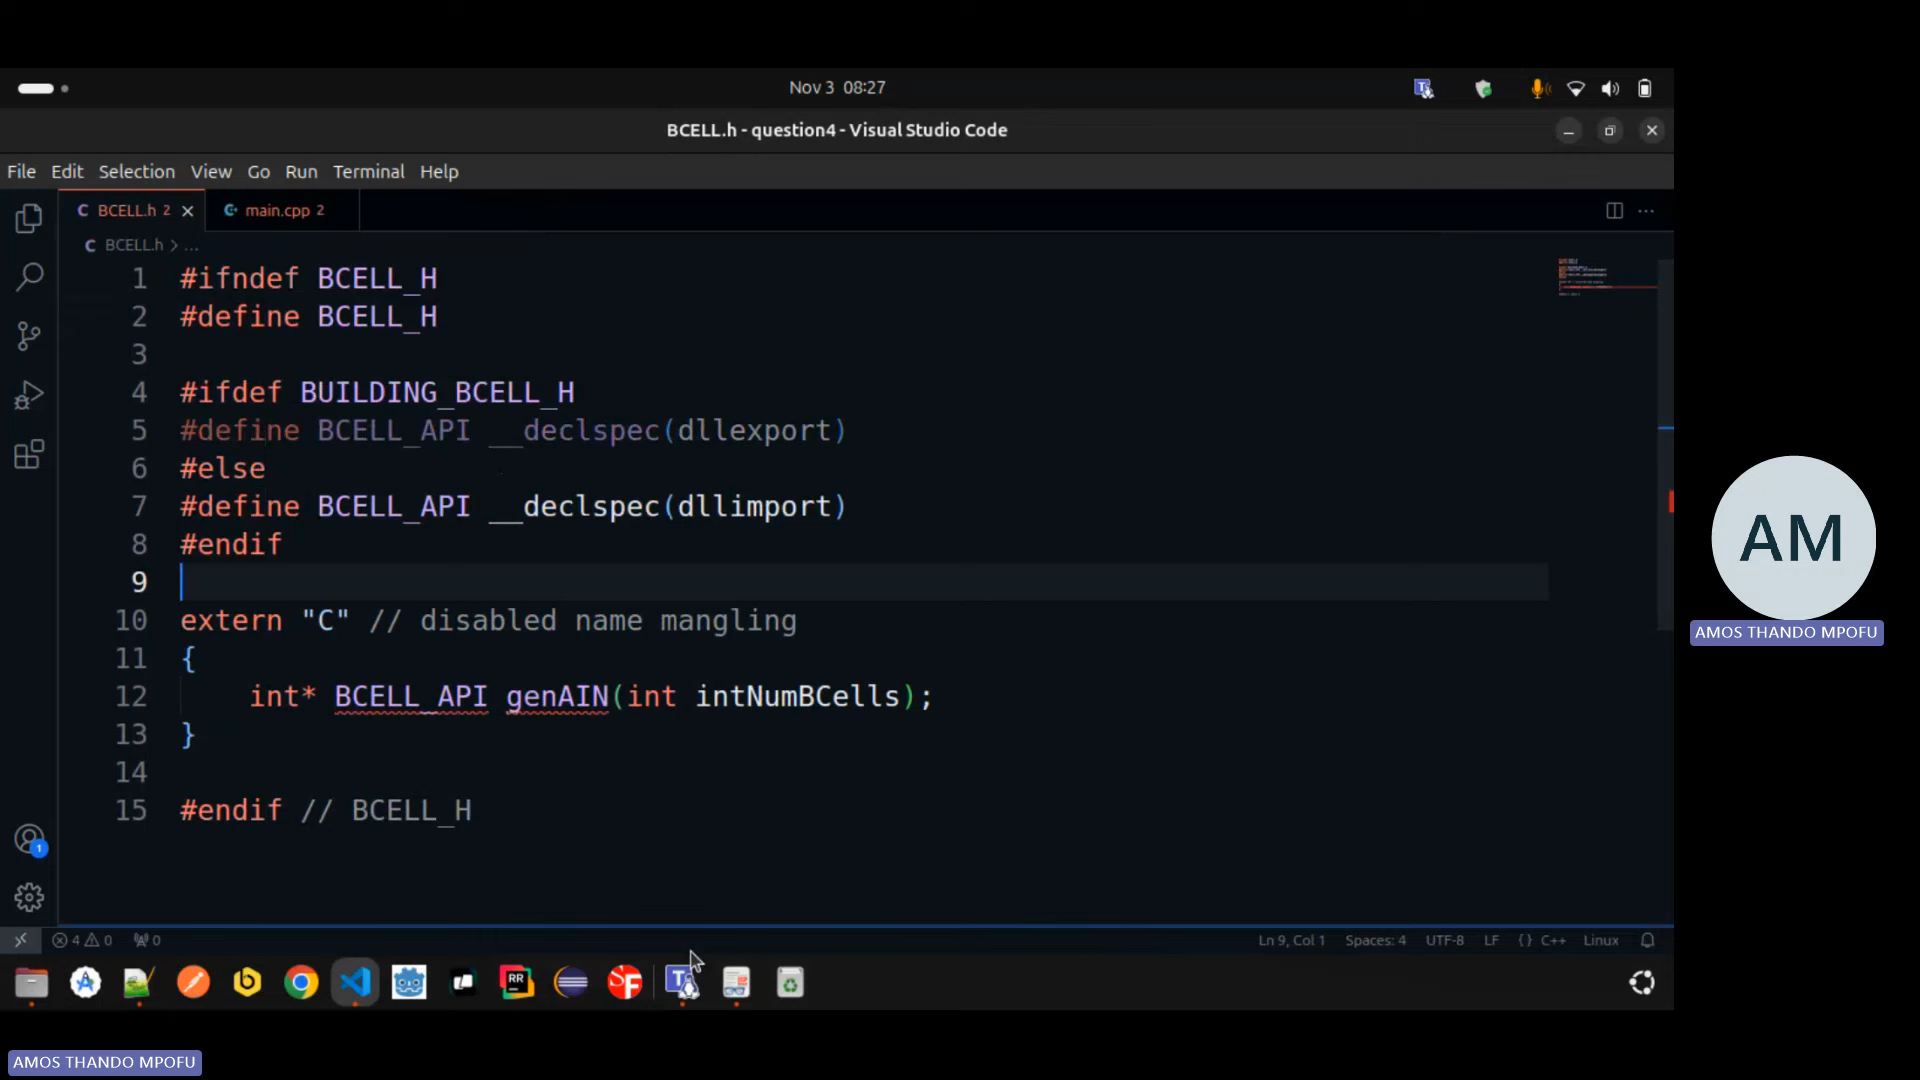 Nov 3 08:27
BCELL.h - question4 - Visual Studio Code
File Edit Selection View Go Run Terminal Help
C BCELL.h 2 main.cpp 2
C BCELL.h > ...
1 #ifndef BCELL_H
2 #define BCELL_H
3
4 #ifdef BUILDING_BCELL_H
5 #define BCELL_API __declspec(dllexport)
6 #else
7 #define BCELL_API __declspec(dllimport)
8 #endif
9
10 extern "C" // disabled name mangling
11 {
12 int* BCELL_API genAIN(int intNumBCells);
13 }
14
15 #endif // BCELL_H
AM
AMOS THANDO MPOFU
1
4 0 0 Ln 9, Col 1 Spaces: 4 UTF-8 LF {} C++ Linux
RR SF T
AMOS THANDO MPOFU